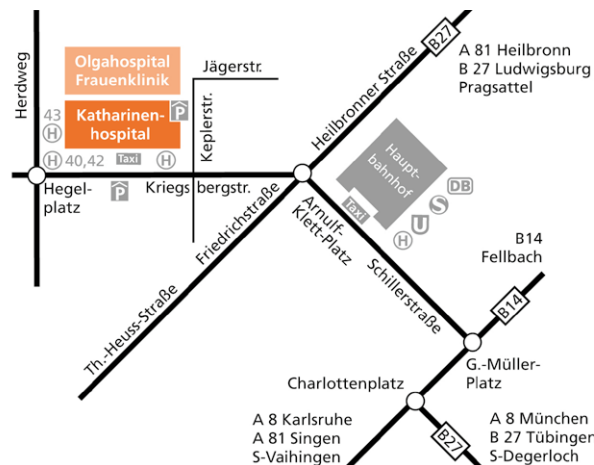 Herdweg
Olgahospital
Frauenklinik
Katharinen-
hospital
P
43
H
H 40,42
Taxi
H
Hegel-
platz
P
Kriegsbergstr.
Jägerstr.
Keplerstr.
Heilbronner Straße
B27
A 81 Heilbronn
B 27 Ludwigsburg
Pragsattel
Haupt-
bahnhof
Taxi
H
U
S
DB
Arnulf-
Klett-Platz
Friedrichstraße
Th.-Heuss-Straße
Schillerstraße
B14
Fellbach
B14
G.-Müller-
Platz
Charlottenplatz
A 8 Karlsruhe
A 81 Singen
S-Vaihingen
B27
A 8 München
B 27 Tübingen
S-Degerloch